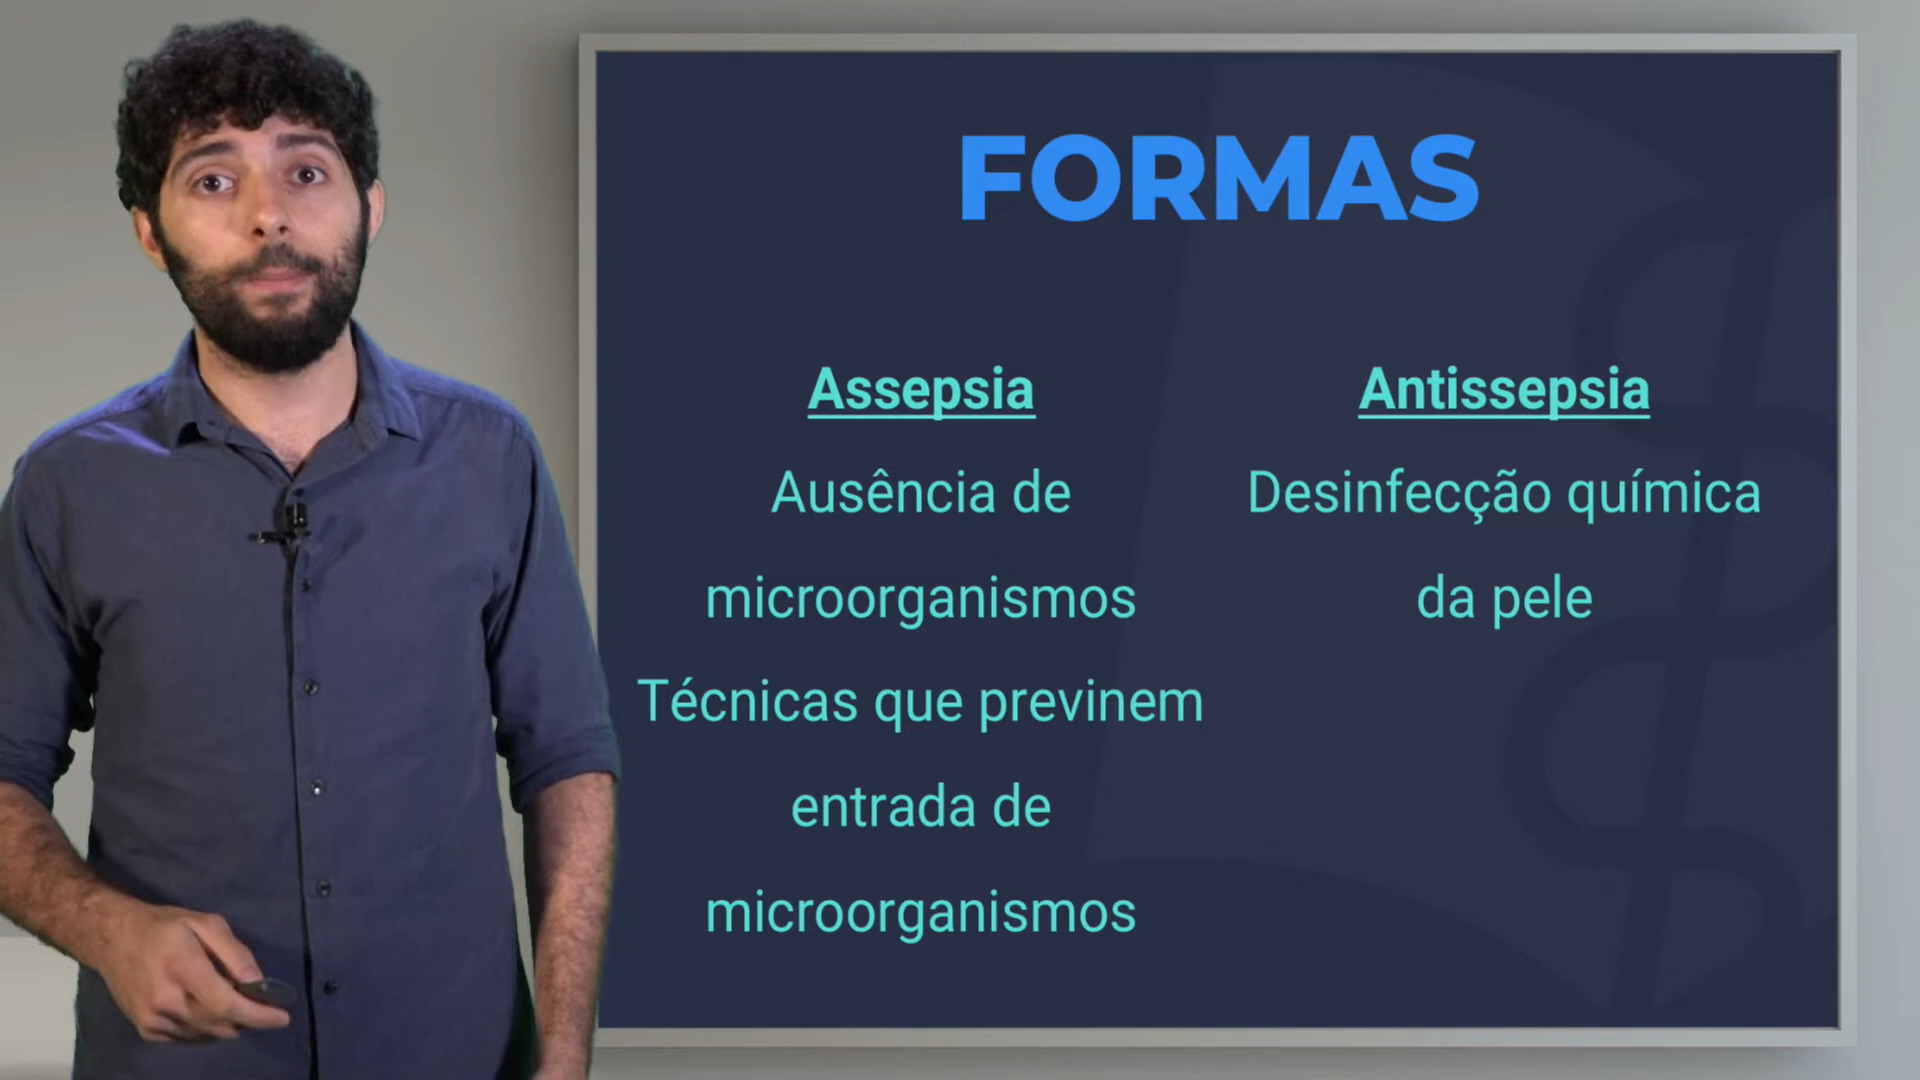 FORMAS
Assepsia
Ausência de
microorganismos
Técnicas que previnem
entrada de
microorganismos
Antissepsia
Desinfecção química
da pele